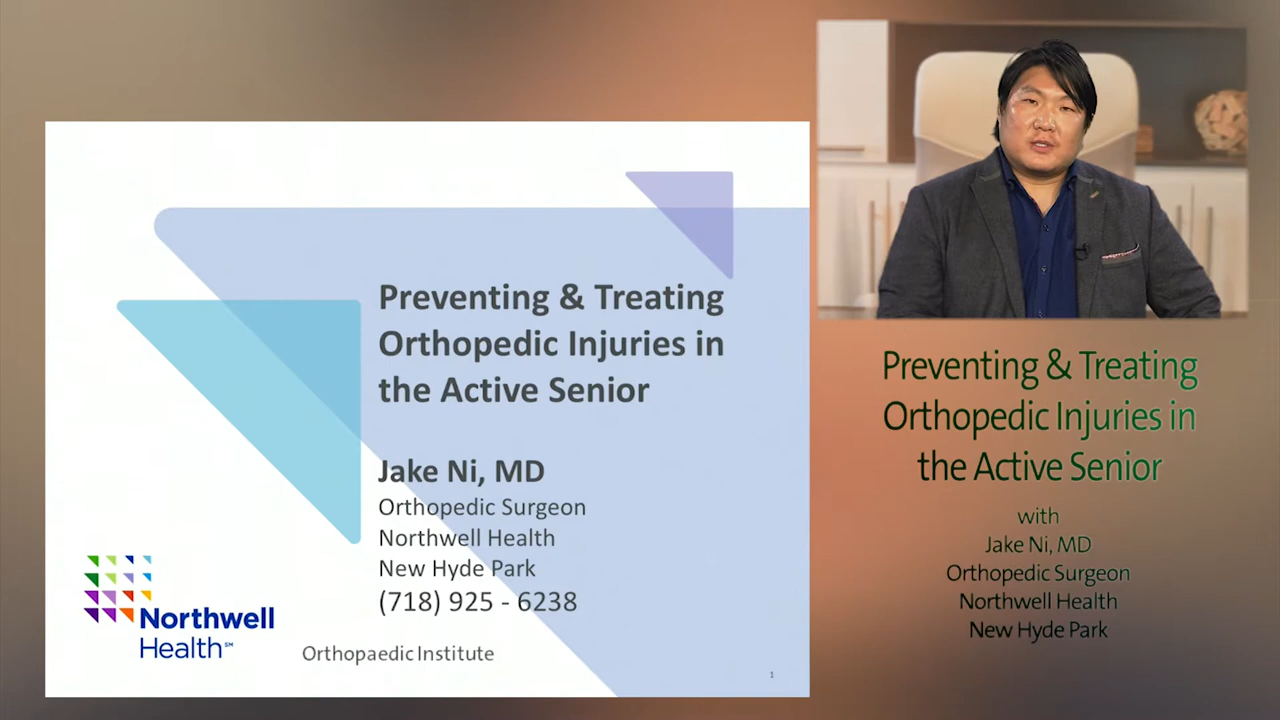 Preventing & Treating
Orthopedic Injuries in
the Active Senior
Jake Ni, MD
Orthopedic Surgeon
Northwell Health
New Hyde Park
(718) 925 - 6238
Northwell
Health℠
Orthopaedic Institute
1
Preventing & Treating
Orthopedic Injuries in
the Active Senior
with
Jake Ni, MD
Orthopedic Surgeon
Northwell Health
New Hyde Park